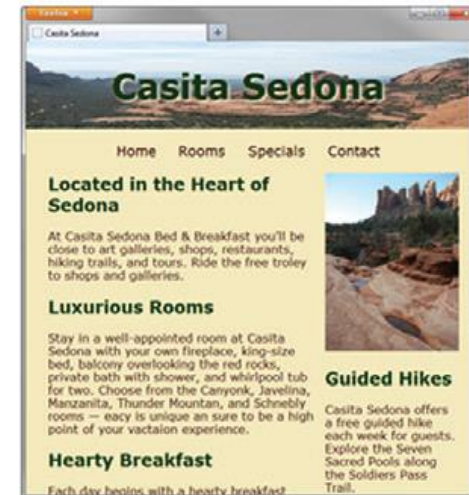 Firefox
Casita Sedona
Casita Sedona
Home Rooms Specials Contact
Located in the Heart of
Sedona
At Casita Sedona Bed & Breakfast you'll be
close to art galleries, shops, restaurants,
hiking trails, and tours. Ride the free troley
to shops and galleries.
Luxurious Rooms
Stay in a well-appointed room at Casita
Sedona with your own fireplace, king-size
bed, balcony overlooking the red rocks,
private bath with shower, and whirlpool tub
for two. Choose from the Canyonk, Javelina,
Manzanita, Thunder Mountan, and Schnebly
rooms — eacy is unique an sure to be a high
point of your vactaion experience.
Hearty Breakfast
Each day begins with a hearty breakfast
Guided Hikes
Casita Sedona offers
a free guided hike
each week for guests.
Explore the Seven
Sacred Pools along
the Soldiers Pass
Trail.